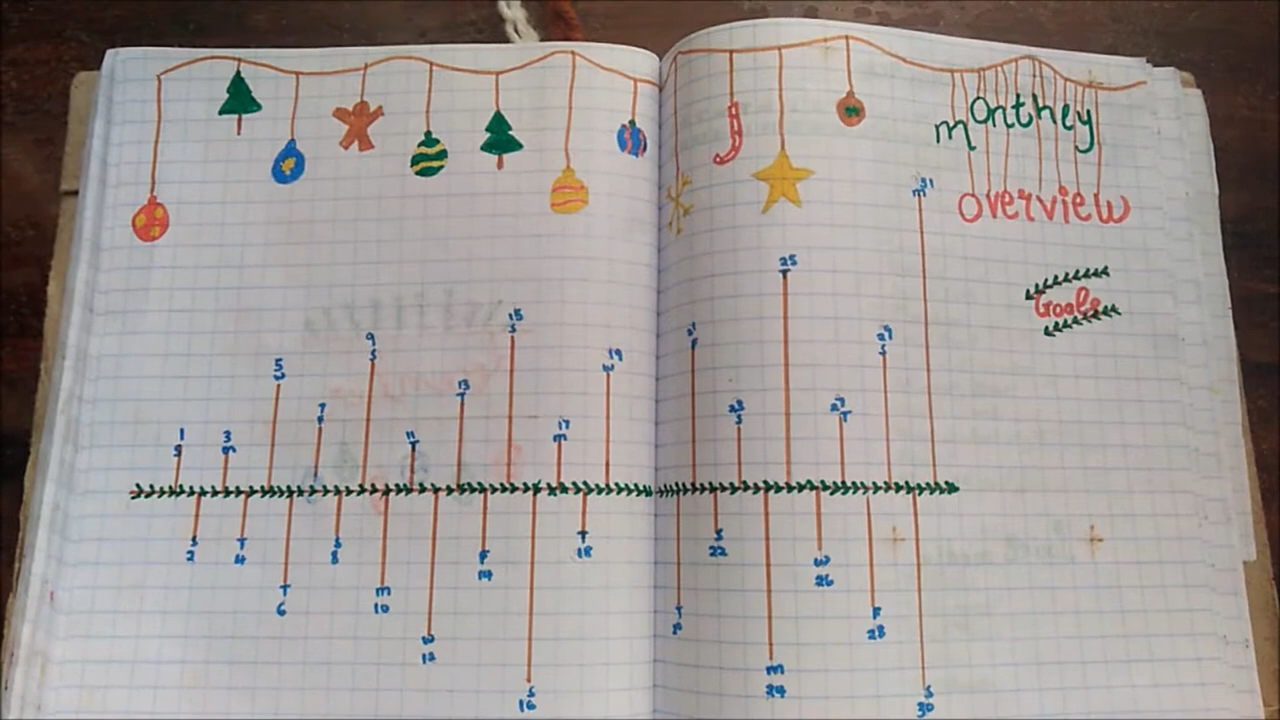 monthey
overview
Goals
1
S
S
2
3
m
T
4
5
W
T
6
7
F
S
8
9
S
m
10
11
T
W
12
13
T
F
14
15
S
S
16
17
m
T
18
19
W
T
21
F
S
22
23
S
m
24
25
T
W
26
27
T
F
28
29
S
S
30
31
m